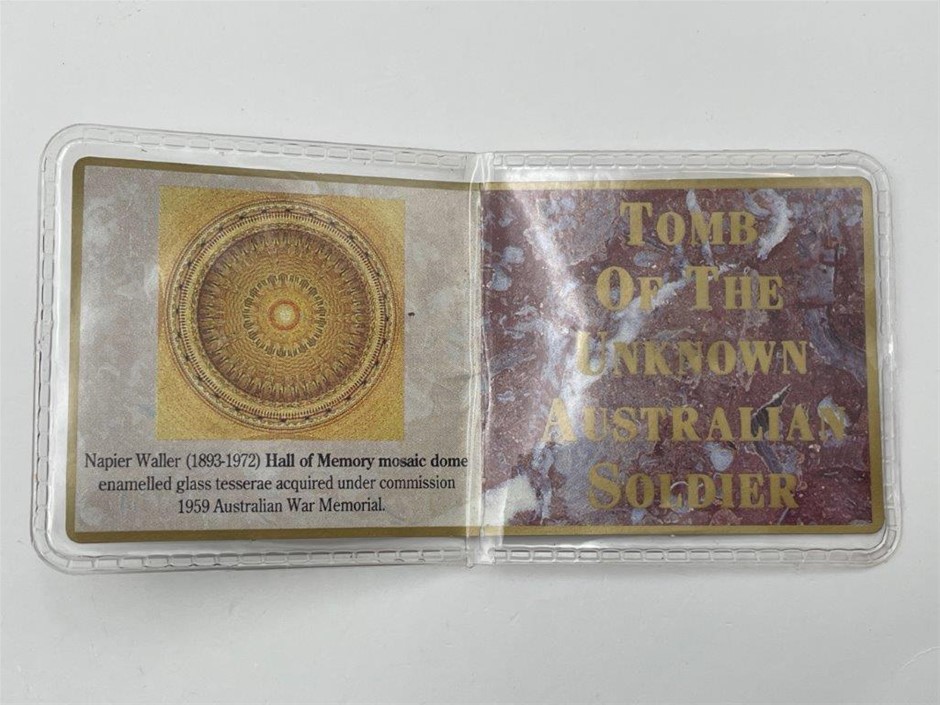 Napier Waller (1893-1972) Hall of Memory mosaic dome
enamelled glass tesserae acquired under commission
1959 Australian War Memorial.
TOMB
OF THE
UNKNOWN
AUSTRALIAN
SOLDIER